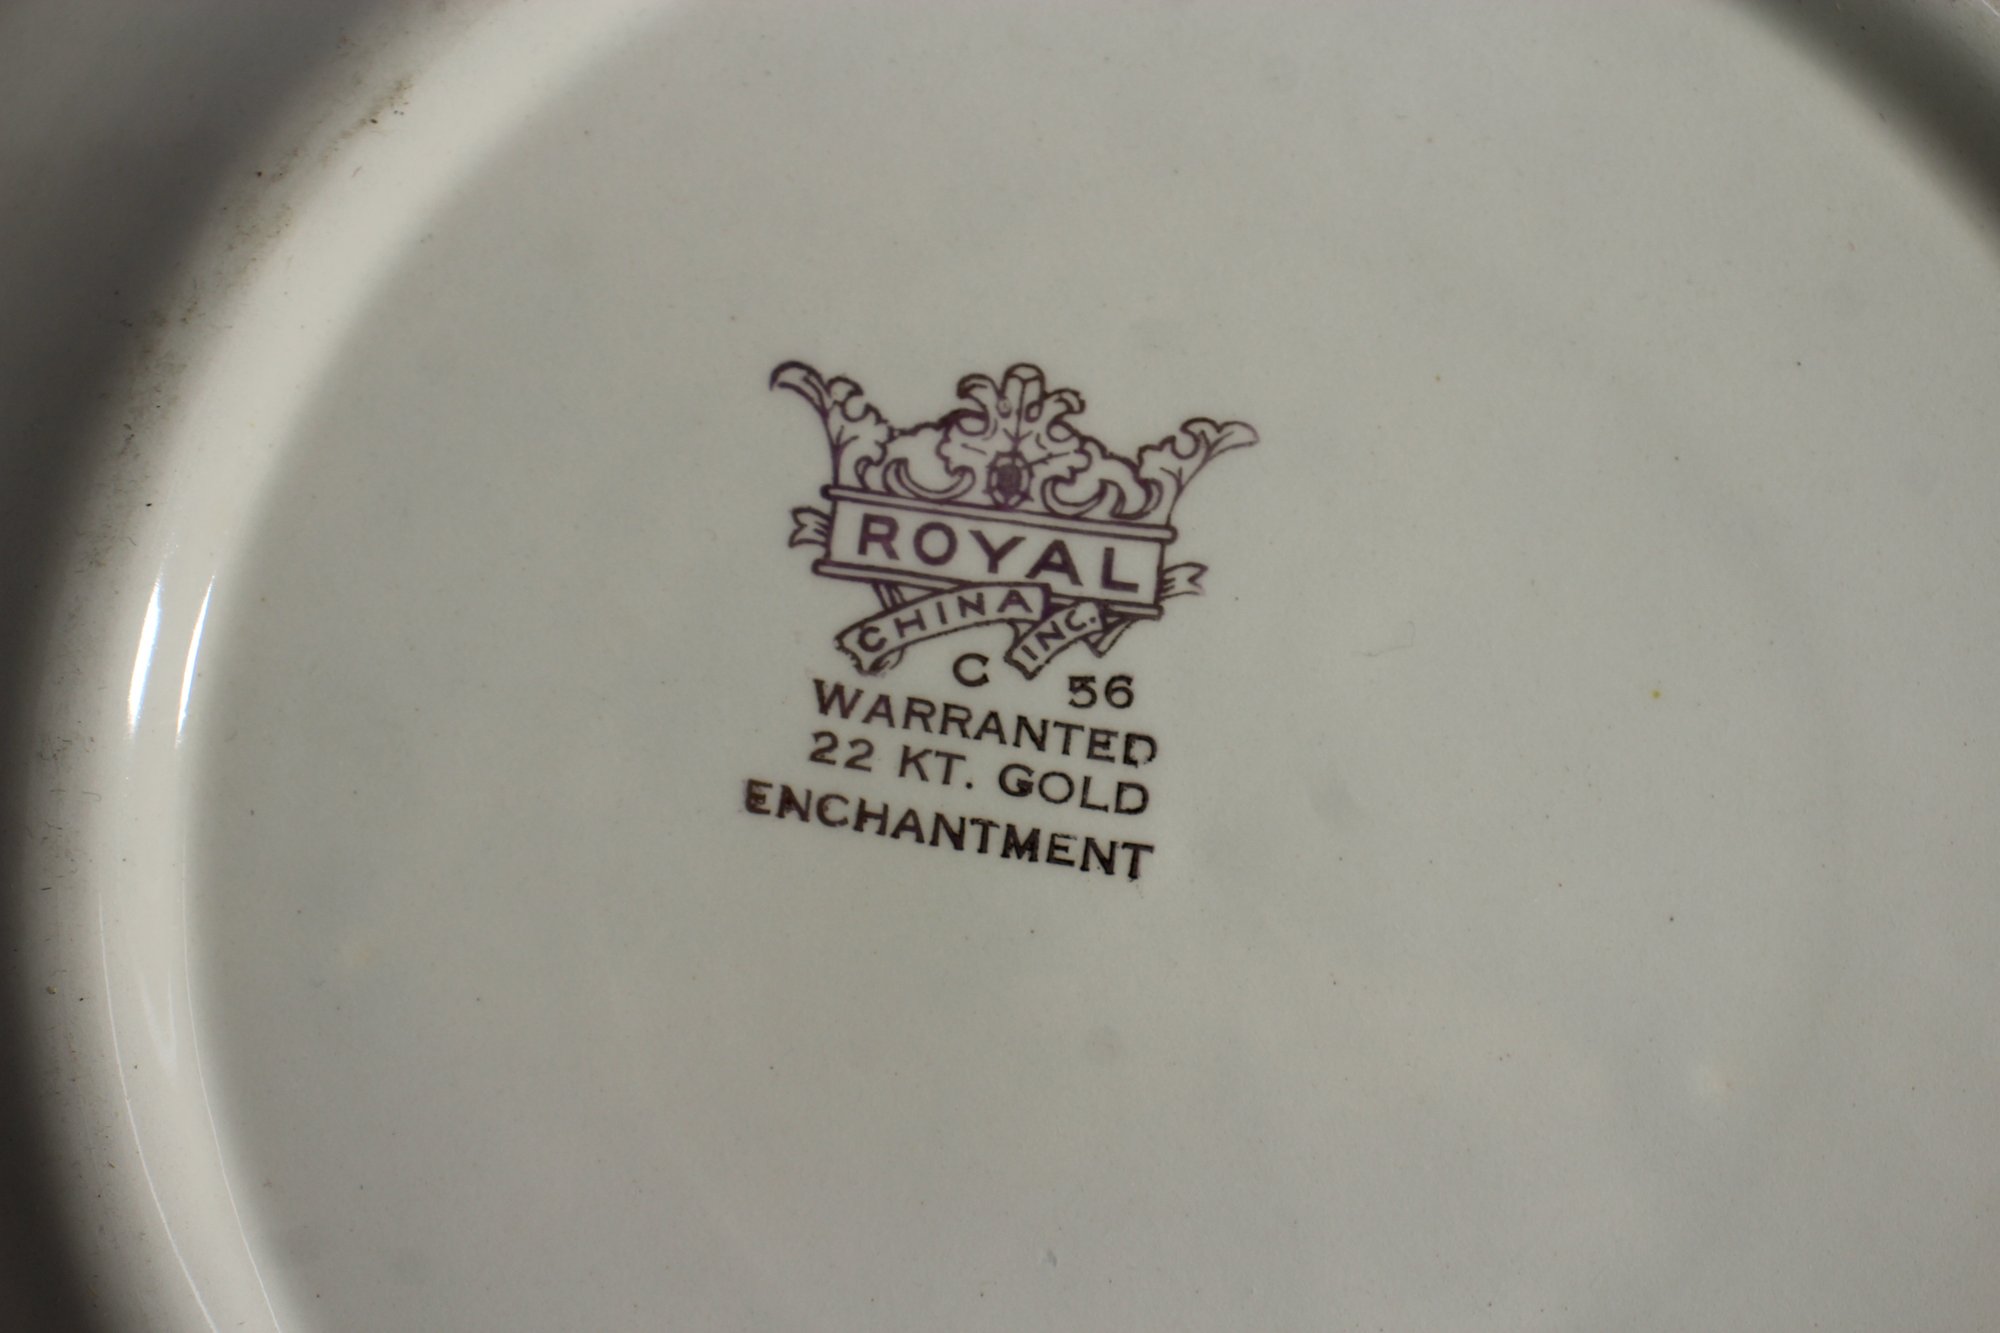 ROYAL
CHINA INC.
C 56
WARRANTED
22 KT. GOLD
ENCHANTMENT